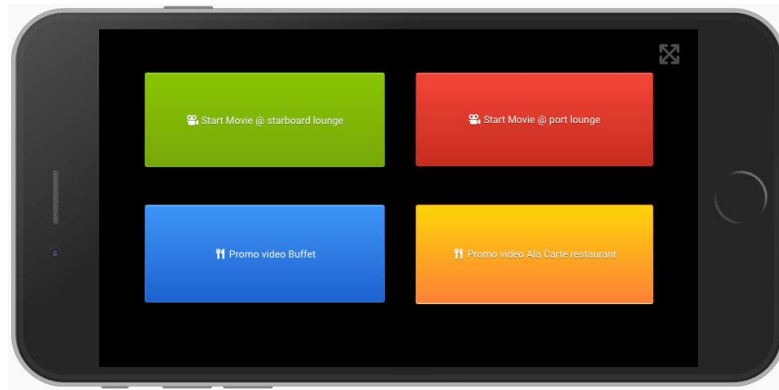 Start Movie @ starboard lounge
Start Movie @ port lounge
Promo video Buffet
Promo video Ala Carte restaurant